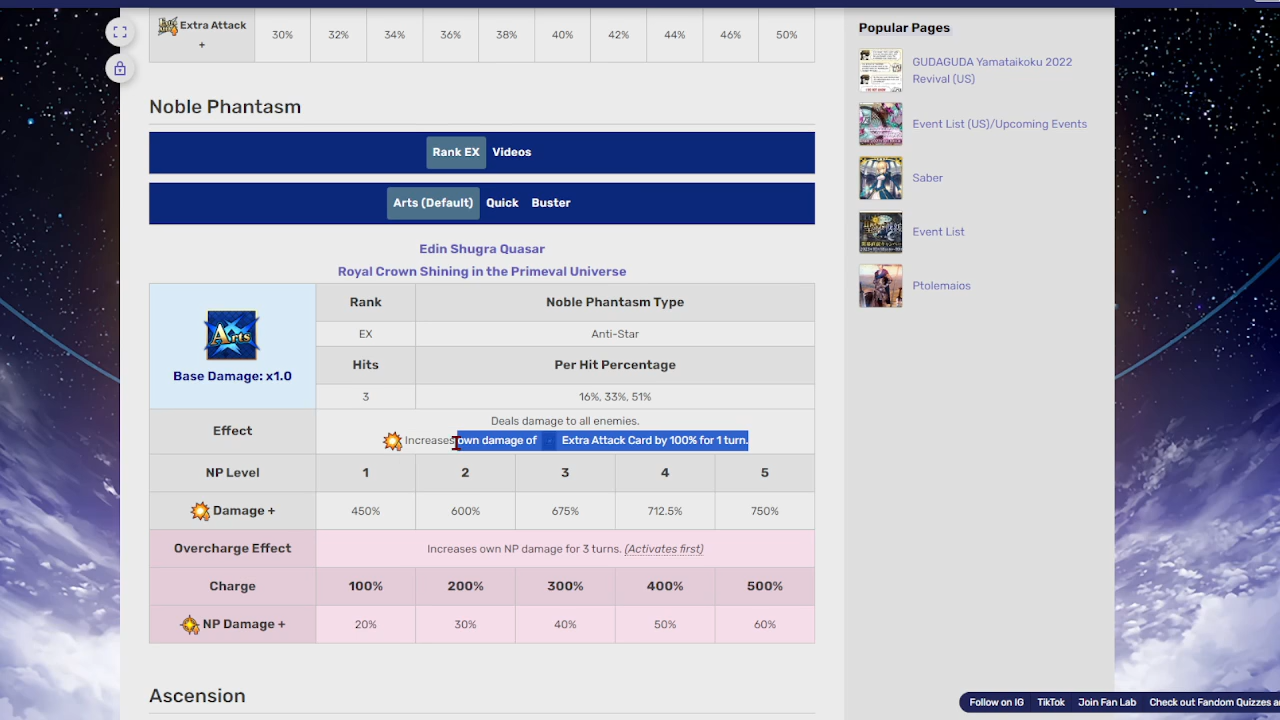 Extra Attack
+
30% 32% 34% 36% 38% 40% 42% 44% 46% 50%
Noble Phantasm
Rank EX Videos
Arts (Default) Quick Buster
Edin Shugra Quasar
Royal Crown Shining in the Primeval Universe
Arts
Base Damage: x1.0
Rank Noble Phantasm Type
EX Anti-Star
Hits Per Hit Percentage
3 16%, 33%, 51%
Effect
Deals damage to all enemies.
Increases own damage of Extra Attack Card by 100% for 1 turn.
NP Level 1 2 3 4 5
Damage + 450% 600% 675% 712.5% 750%
Overcharge Effect Increases own NP damage for 3 turns. (Activates first)
Charge 100% 200% 300% 400% 500%
NP Damage + 20% 30% 40% 50% 60%
Ascension
Popular Pages
GUDAGUDA Yamataikoku 2022
Revival (US)
Event List (US)/Upcoming Events
Saber
Event List
Ptolemaios
Follow on IG TikTok Join Fan Lab Check out Fandom Quizzes a